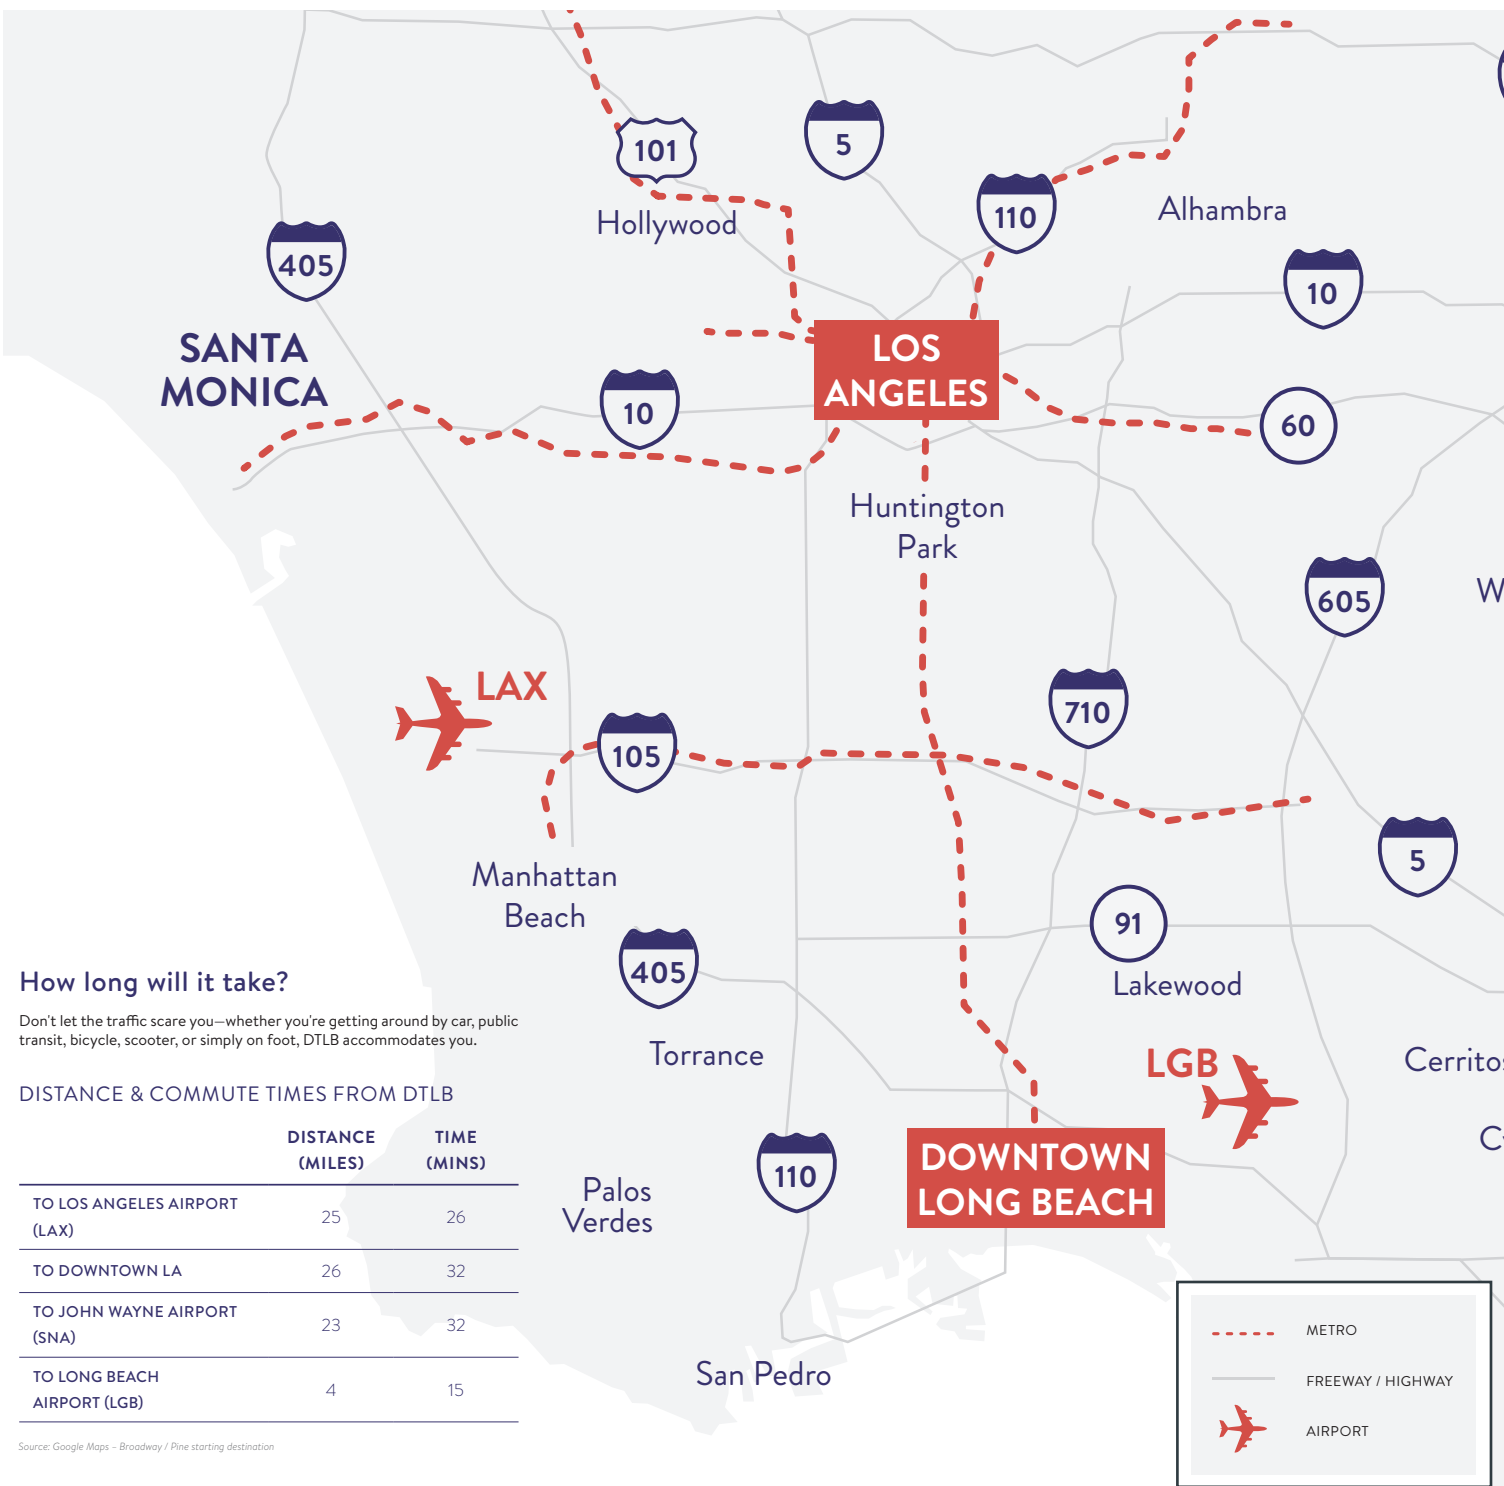 101
5
110
Alhambra
Hollywood
405
10
SANTA
MONICA
LOS
ANGELES
10
60
Huntington
Park
605
W
LAX
710
105
5
Manhattan
Beach
91
405
Lakewood
How long will it take?
Don't let the traffic scare you—whether you're getting around by car, public
transit, bicycle, scooter, or simply on foot, DTLB accommodates you.
Torrance
LGB
Cerritos
DISTANCE & COMMUTE TIMES FROM DTLB
DISTANCE
(MILES)
TIME
(MINS)
TO LOS ANGELES AIRPORT
(LAX)
25
26
TO DOWNTOWN LA
26
32
TO JOHN WAYNE AIRPORT
(SNA)
23
32
TO LONG BEACH
AIRPORT (LGB)
4
15
Source: Google Maps – Broadway / Pine starting destination
110
Palos
Verdes
DOWNTOWN
LONG BEACH
San Pedro
METRO
FREEWAY / HIGHWAY
AIRPORT